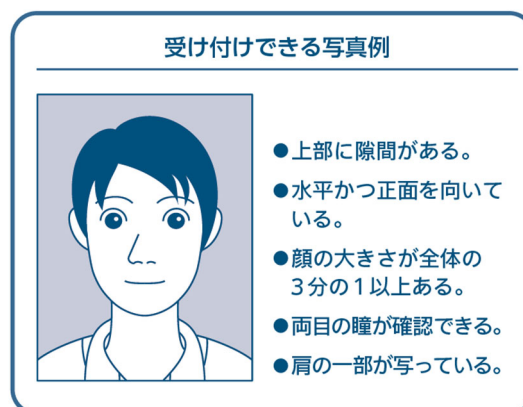 受け付けできる写真例
●上部に隙間がある。
●水平かつ正面を向いて
いる。
●顔の大きさが全体の
3分の1以上ある。
●両目の瞳が確認できる。
●肩の一部が写っている。